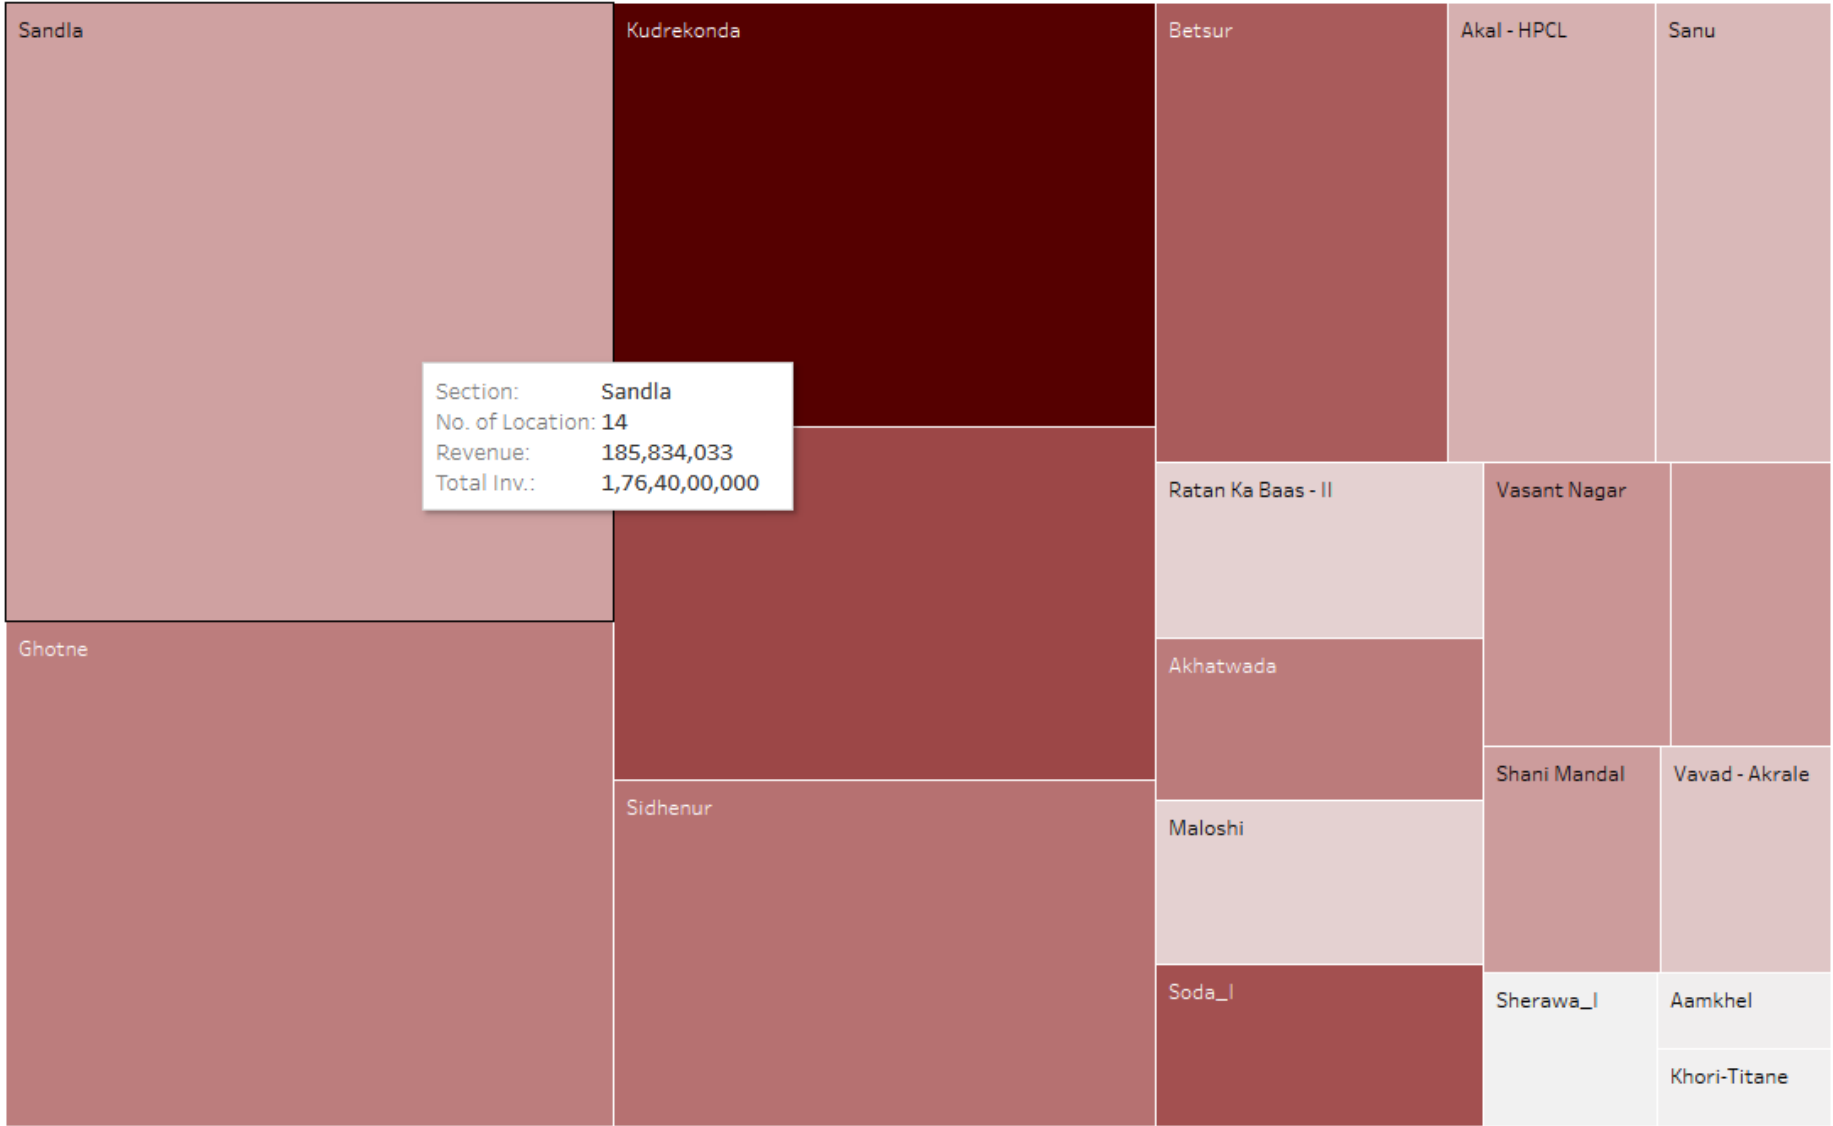 Sandla
Kudrekonda
Betsur
Akal - HPCL
Sanu
Section: Sandla
No. of Location: 14
Revenue: 185,834,033
Total Inv.: 1,76,40,00,000
Ratan Ka Baas - II
Vasant Nagar
Ghotne
Akhatwada
Shani Mandal
Vavad - Akrale
Sidhenur
Maloshi
Soda_I
Sherawa_I
Aamkhel
Khori-Titane